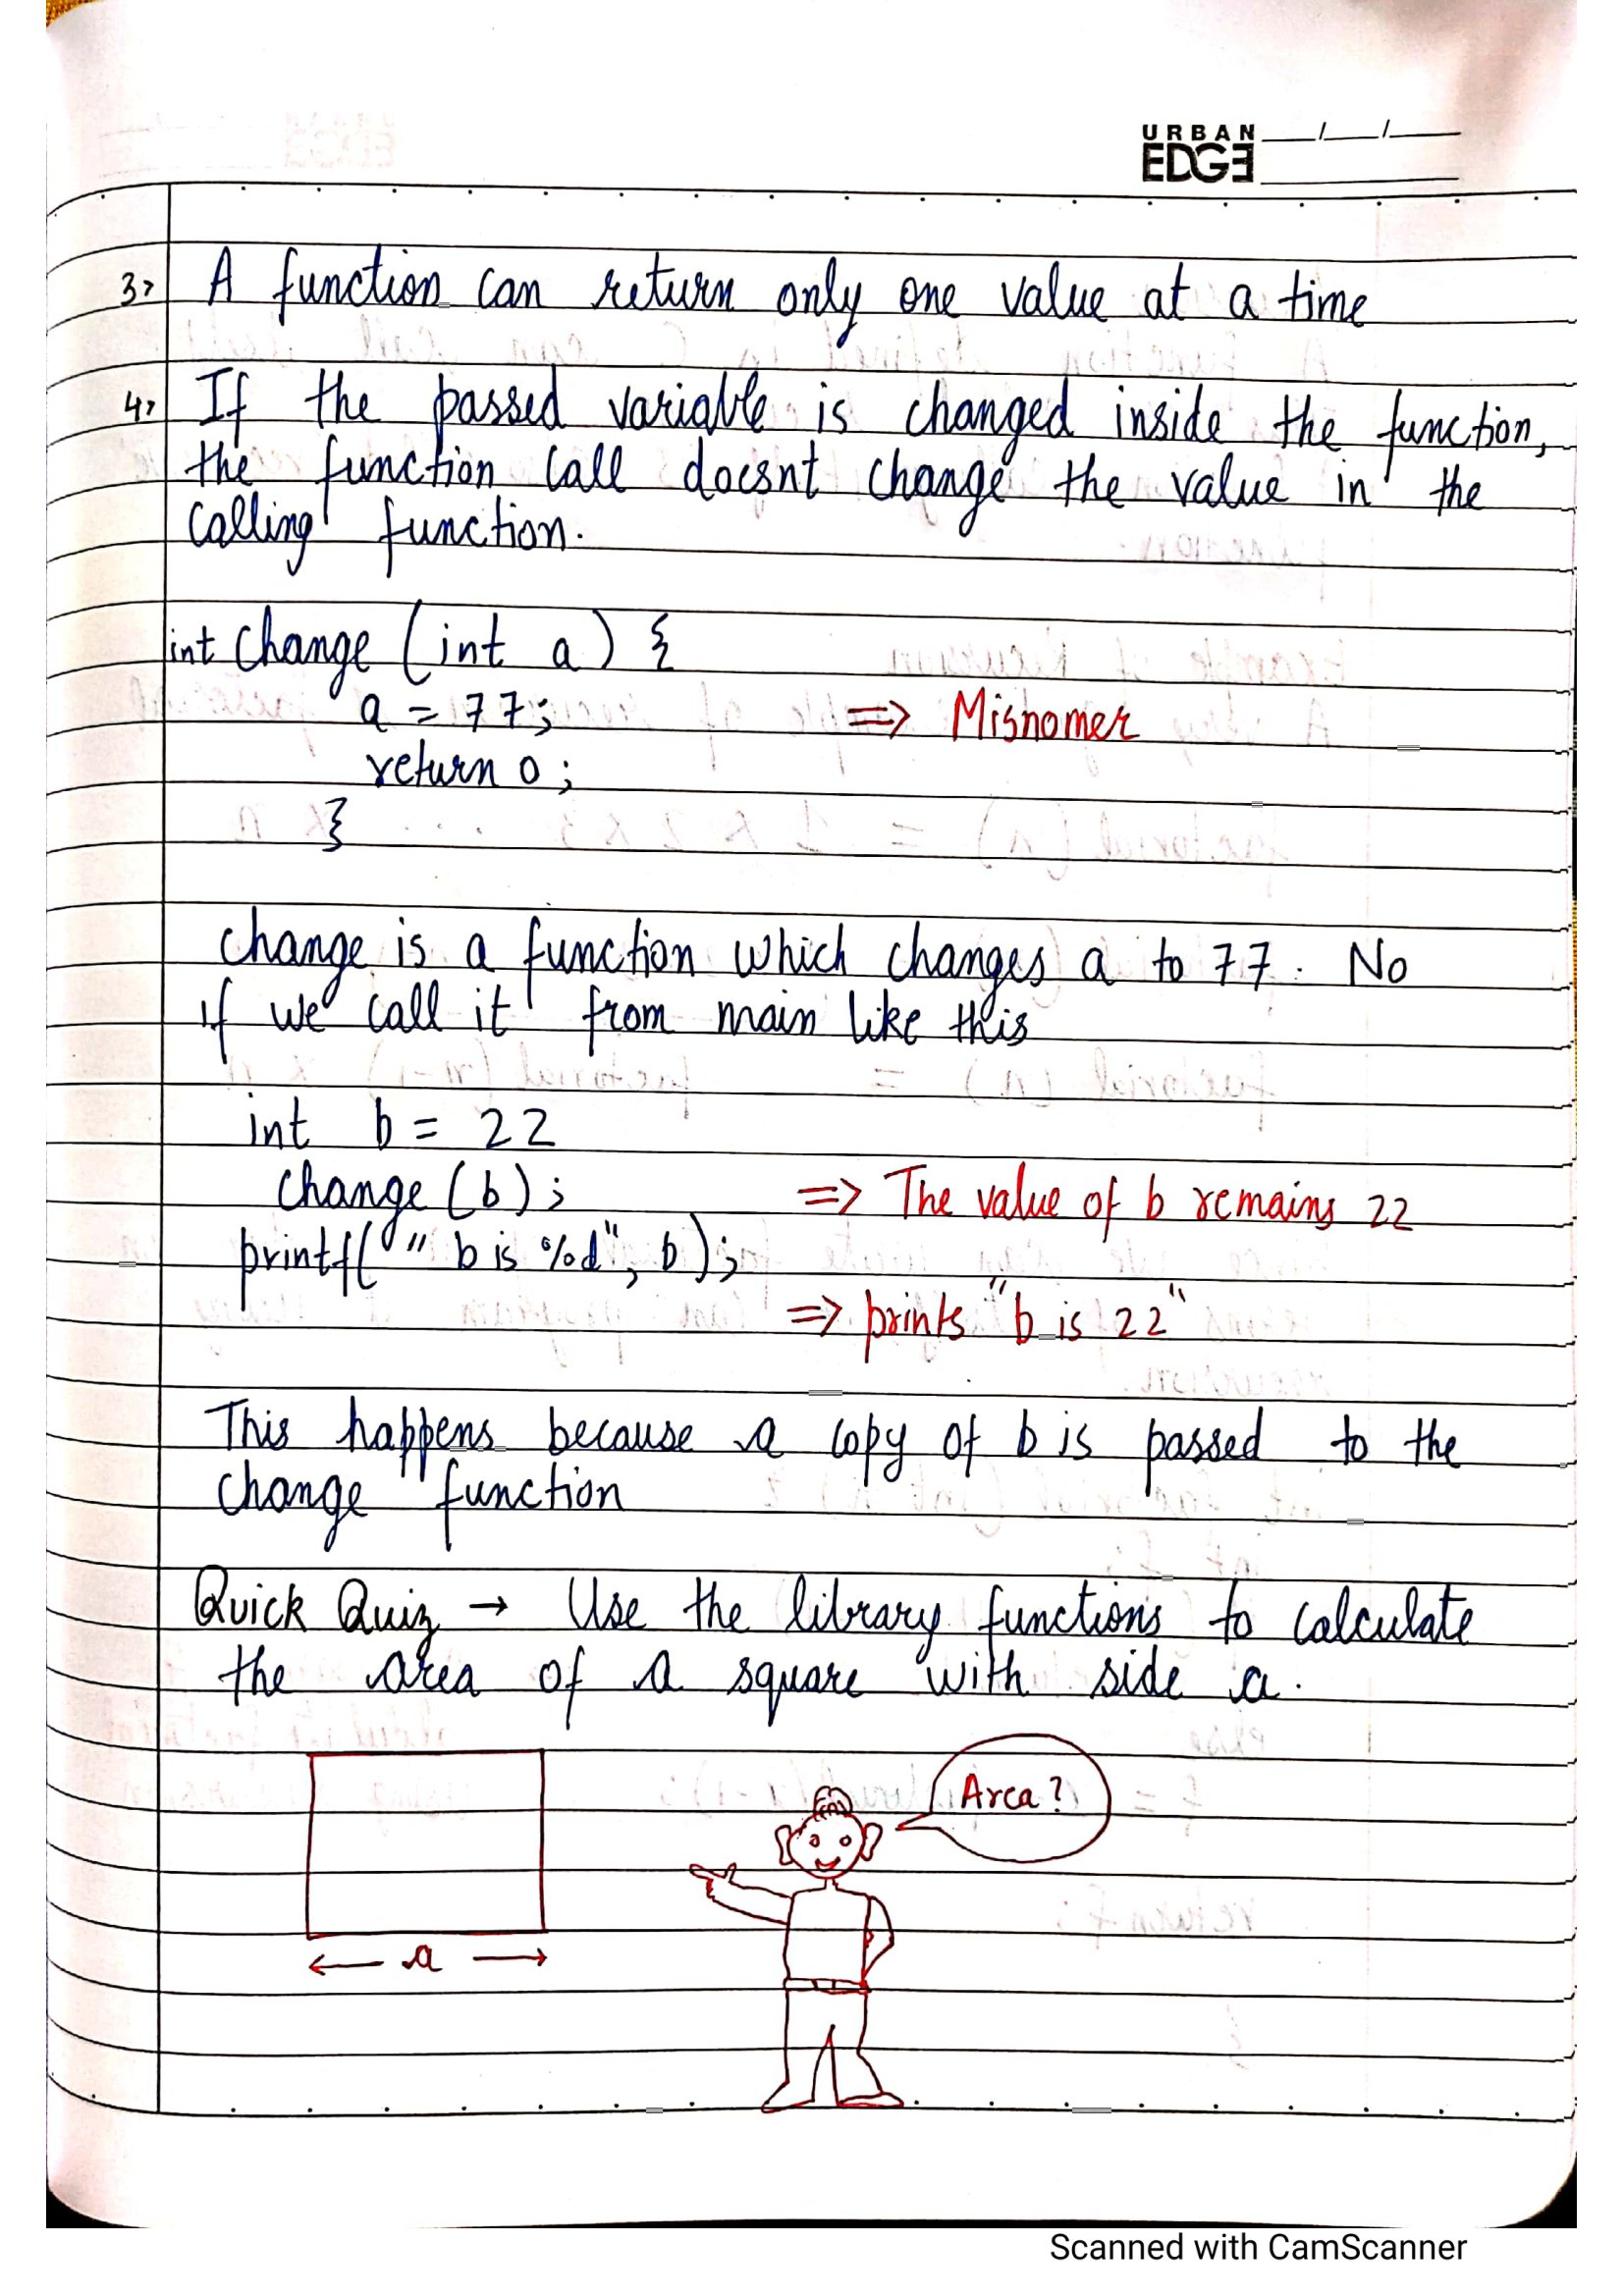 URBAN
EDGE
3> A function can return only one value at a time
4> If the passed variable is changed inside the function,
the function call doesnt change the value in the
calling function.
int change (int a) {
a = 77;
=> Misnomer
return 0;
}
change is a function which changes a to 77. No
if we call it from main like this
int b = 22
change (b);
=> The value of b remains 22
printf(" b is %d", b);
=> prints "b is 22"
This happens because a copy of b is passed to the
change function
Quick Quiz → Use the library functions to calculate
the area of a square with side a.
Area?
← a →
Scanned with CamScanner